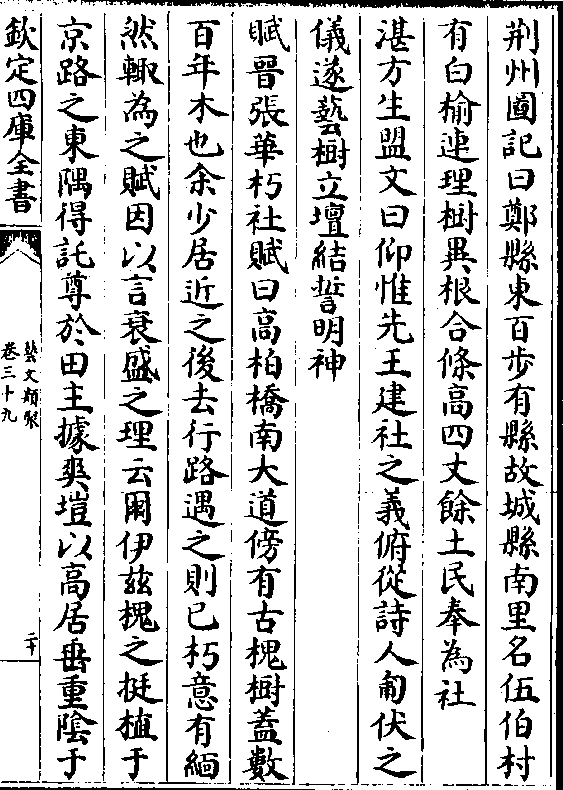 荆州圖記曰鄭縣東百步有縣故城縣南里名伍伯村
有白榆連理樹異根合條高四丈餘土民奉為社
湛方生盟文曰仰惟先王建社之義俯從詩人匍伏之
儀遂藝樹立壇結誓明神
賦晉張華朽社賦曰高柏橋南大道傍有古槐樹蓋數
百年木也余少居近之後去行路遇之則已朽意有緬
然輙為之賦因以言衰盛之理云爾伊兹槐之挺植于
京路之東隅得託尊於田主據爽塏以高居垂重陰于
欽定四庫全書
藝文類聚
卷三十九
二十